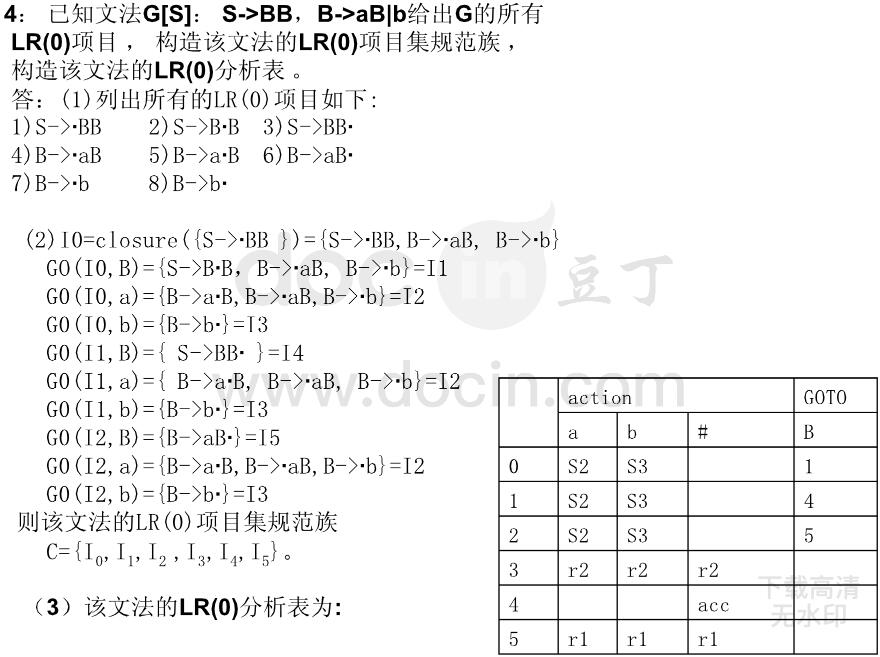 4： 已知文法G[S]： S->BB，B->aB|b给出G的所有
LR(0)项目 ， 构造该文法的LR(0)项目集规范族 ，
构造该文法的LR(0)分析表 。
答：(1)列出所有的LR(0)项目如下：
1)S->·BB 2)S->B·B 3)S->BB·
4)B->·aB 5)B->a·B 6)B->aB·
7)B->·b 8)B->b·
(2)I0=closure({S->·BB })={S->·BB,B->·aB, B->·b}
GO(I0,B)={S->B·B, B->·aB, B->·b}=I1
GO(I0,a)={B->a·B,B->·aB,B->·b}=I2
GO(I0,b)={B->b·}=I3
GO(I1,B)={ S->BB· }=I4
GO(I1,a)={ B->a·B, B->·aB, B->·b}=I2
GO(I1,b)={B->b·}=I3
GO(I2,B)={B->aB·}=I5
GO(I2,a)={B->a·B,B->·aB,B->·b}=I2
GO(I2,b)={B->b·}=I3
则该文法的LR(0)项目集规范族
C={I0,I1,I2 ,I3,I4,I5}。
（3）该文法的LR(0)分析表为:
action GOTO
a b # B
0 S2 S3 1
1 S2 S3 4
2 S2 S3 5
3 r2 r2 r2
4 acc
5 r1 r1 r1
docin 豆丁
www.docin.com
下载高清
无水印